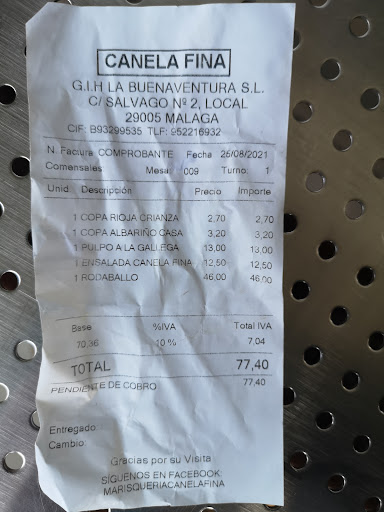 CANELA FINA
G.I.H LA BUENAVENTURA S.L.
C/ SALVAGO Nº 2, LOCAL
29005 MALAGA
CIF: B93299535 TLF: 952216932
N. Factura COMPROBANTE Fecha 25/08/2021
Comensales Mesa: 009 Turno: 1
Unid Descripción Precio Importe
1 COPA RIOJA CRIANZA 2,70 2,70
1 COPA ALBARIÑO CASA 3,20 3,20
1 PULPO A LA GALLEGA 13,00 13,00
1 ENSALADA CANELA FINA 12,50 12,50
1 RODABALLO 46,00 46,00
Base %IVA Total IVA
70,36 10 % 7,04
TOTAL 77,40
PENDIENTE DE COBRO 77,40
Entregado:
Cambio:
Gracias por su Visita
SÍGUENOS EN FACEBOOK:
MARISQUERIACANELAFINA